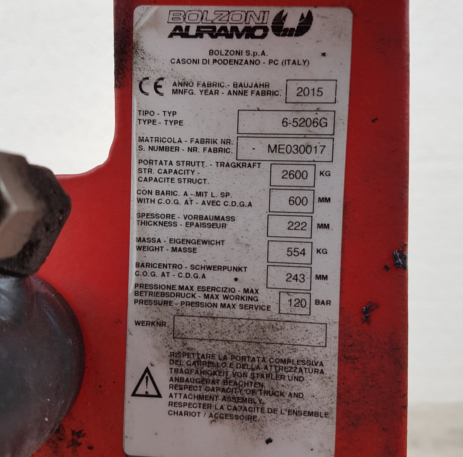 BOLZONI
AURAMO
BOLZONI S.p.A.
CASONI DI PODENZANO - PC (ITALY)
CE ANNO FABRIC. - BAUJAHR
MNFG. YEAR - ANNE FABRIC. 2015
TIPO - TYP
TYPE - TYPE 6-5206G
MATRICOLA - FABRIK NR.
S. NUMBER - NR. FABRIC. ME030017
PORTATA STRUTT. - TRAGKRAFT
STR. CAPACITY - 2600 KG
CAPACITE STRUCT.
CON BARIC. A - MIT L. SP.
WITH C.O.G. AT - AVEC C.D.G.A 600 MM
SPESSORE - VORBAUMASS
THICKNESS - EPAISSEUR 222 MM
MASSA - EIGENGEWICHT
WEIGHT - MASSE 554 KG
BARICENTRO - SCHWERPUNKT
C.O.G. AT - C.D.G.A 243 MM
PRESSIONE MAX ESERCIZIO - MAX
BETRIEBSDRUCK - MAX WORKING
PRESSURE - PRESSION MAX SERVICE 120 BAR
WERKNR.
RISPETTARE LA PORTATA COMPLESSIVA
DEL CARRELLO E DELLA ATTREZZATURA
TRAGFÄHIGKEIT VON STAPLER UND
ANBAUGERÄT BEACHTEN.
RESPECT CAPACITY OF TRUCK AND
ATTACHMENT ASSEMBLY.
RESPECTER LA CAPACITE DE L'ENSEMBLE
CHARIOT / ACCESSOIRE.